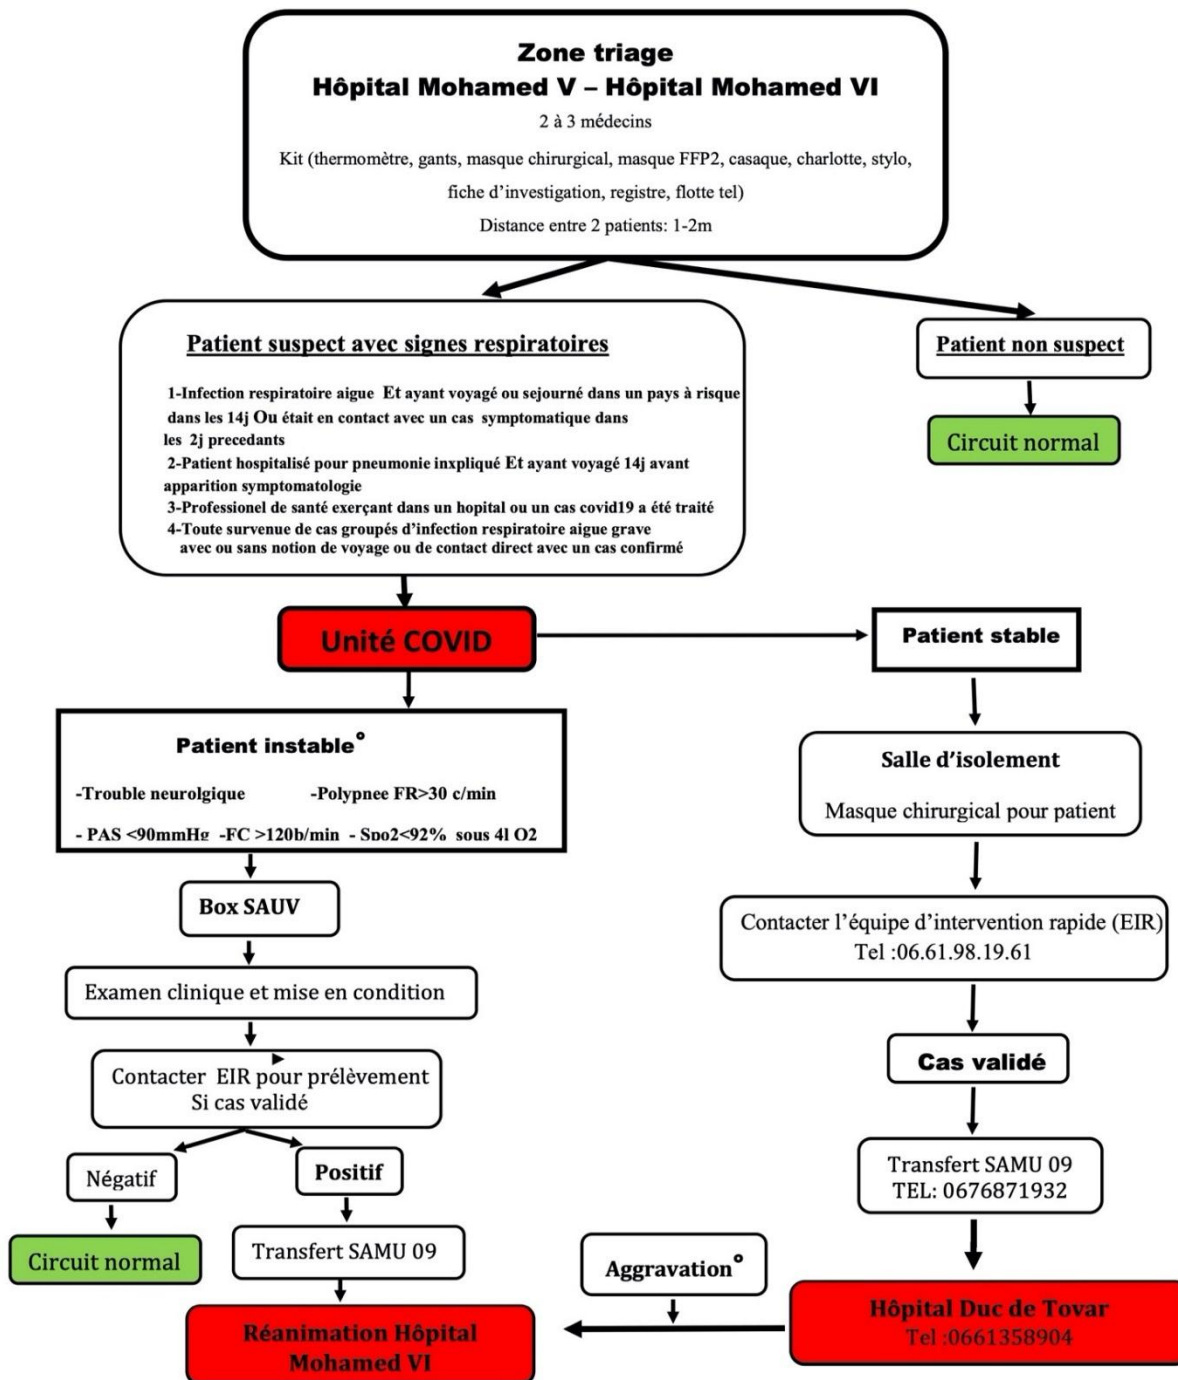 Zone triage
Hôpital Mohamed V – Hôpital Mohamed VI
2 à 3 médecins
Kit (thermomètre, gants, masque chirurgical, masque FFP2, casaque, charlotte, stylo,
fiche d'investigation, registre, flotte tel)
Distance entre 2 patients: 1-2m
Patient suspect avec signes respiratoires
1-Infection respiratoire aigue Et ayant voyagé ou sejourné dans un pays à risque
dans les 14j Ou était en contact avec un cas symptomatique dans
les 2j precedants
2-Patient hospitalisé pour pneumonie inxpliqué Et ayant voyagé 14j avant
apparition symptomatologie
3-Professionel de santé exerçant dans un hopital ou un cas covid19 a été traité
4-Toute survenue de cas groupés d'infection respiratoire aigue grave
avec ou sans notion de voyage ou de contact direct avec un cas confirmé
Patient non suspect
Circuit normal
Unité COVID
Patient instable°
-Trouble neurolgique -Polypnee FR>30 c/min
- PAS <90mmHg -FC >120b/min - Spo2<92% sous 4l O2
Box SAUV
Examen clinique et mise en condition
Contacter EIR pour prélèvement
Si cas validé
Négatif
Circuit normal
Positif
Transfert SAMU 09
Réanimation Hôpital
Mohamed VI
Patient stable
Salle d'isolement
Masque chirurgical pour patient
Contacter l'équipe d'intervention rapide (EIR)
Tel :06.61.98.19.61
Cas validé
Transfert SAMU 09
TEL: 0676871932
Hôpital Duc de Tovar
Tel :0661358904
Aggravation°